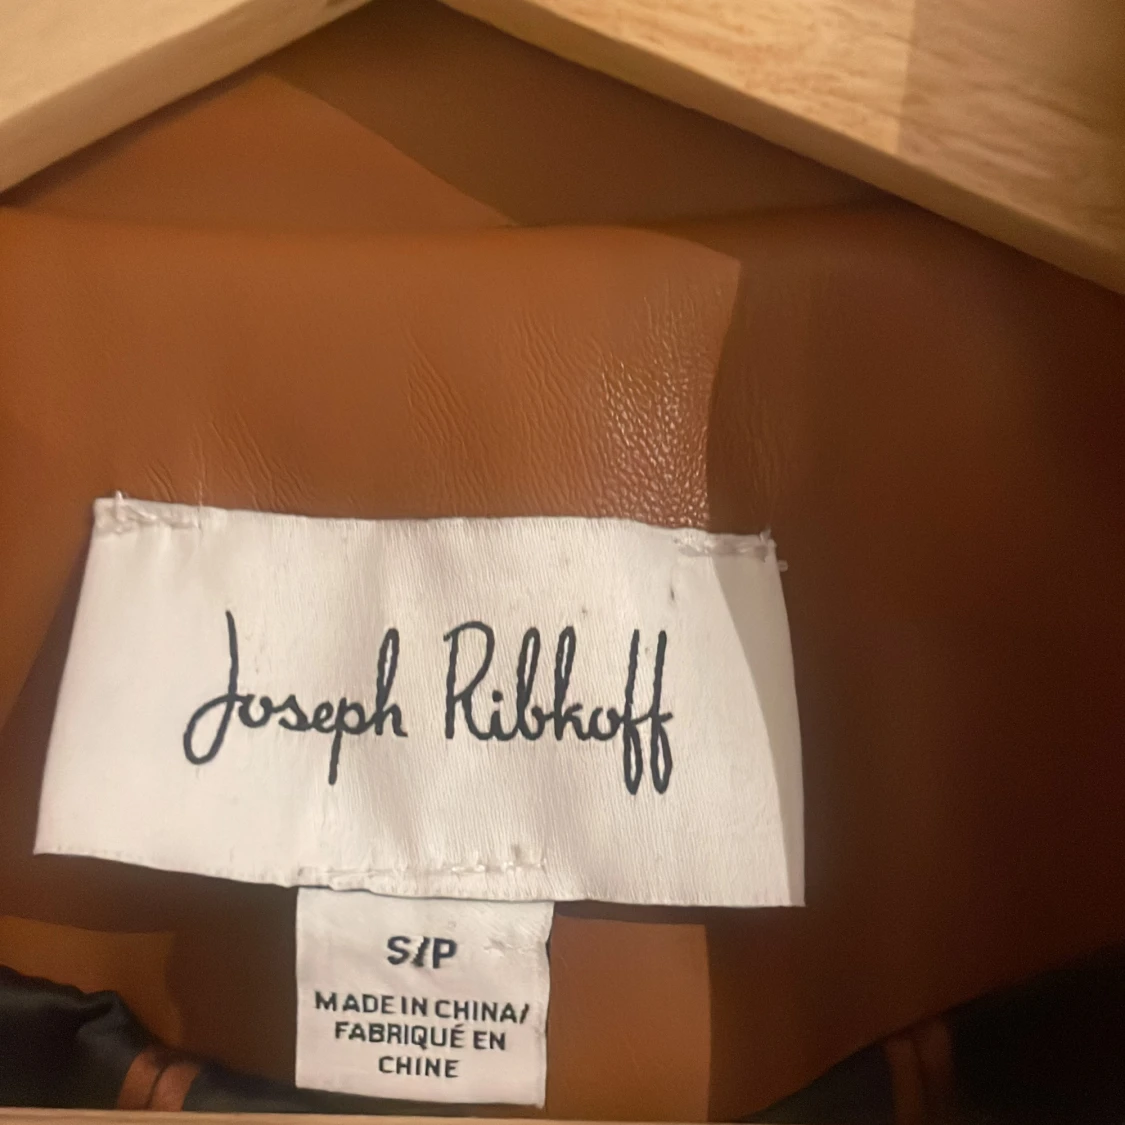 Joseph Ribkoff
S/P
MADE IN CHINA/
FABRIQUÉ EN
CHINE